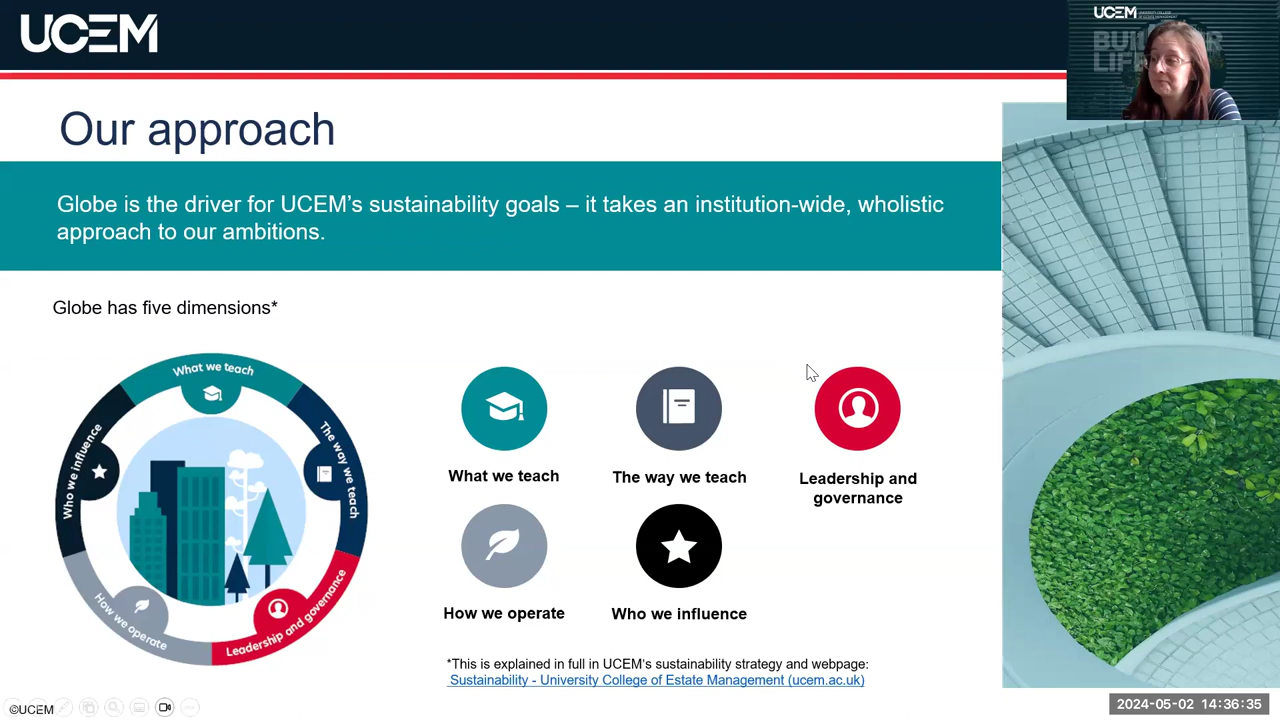 UCEM
UCEM
Our approach
Globe is the driver for UCEM's sustainability goals – it takes an institution-wide, wholistic
approach to our ambitions.
Globe has five dimensions*
What we teach
The way we teach
Who we influence
How we operate
Leadership and governance
What we teach
The way we teach
Leadership and
governance
How we operate
Who we influence
*This is explained in full in UCEM's sustainability strategy and webpage:
Sustainability - University College of Estate Management (ucem.ac.uk)
©UCEM
2024-05-02 14:36:35